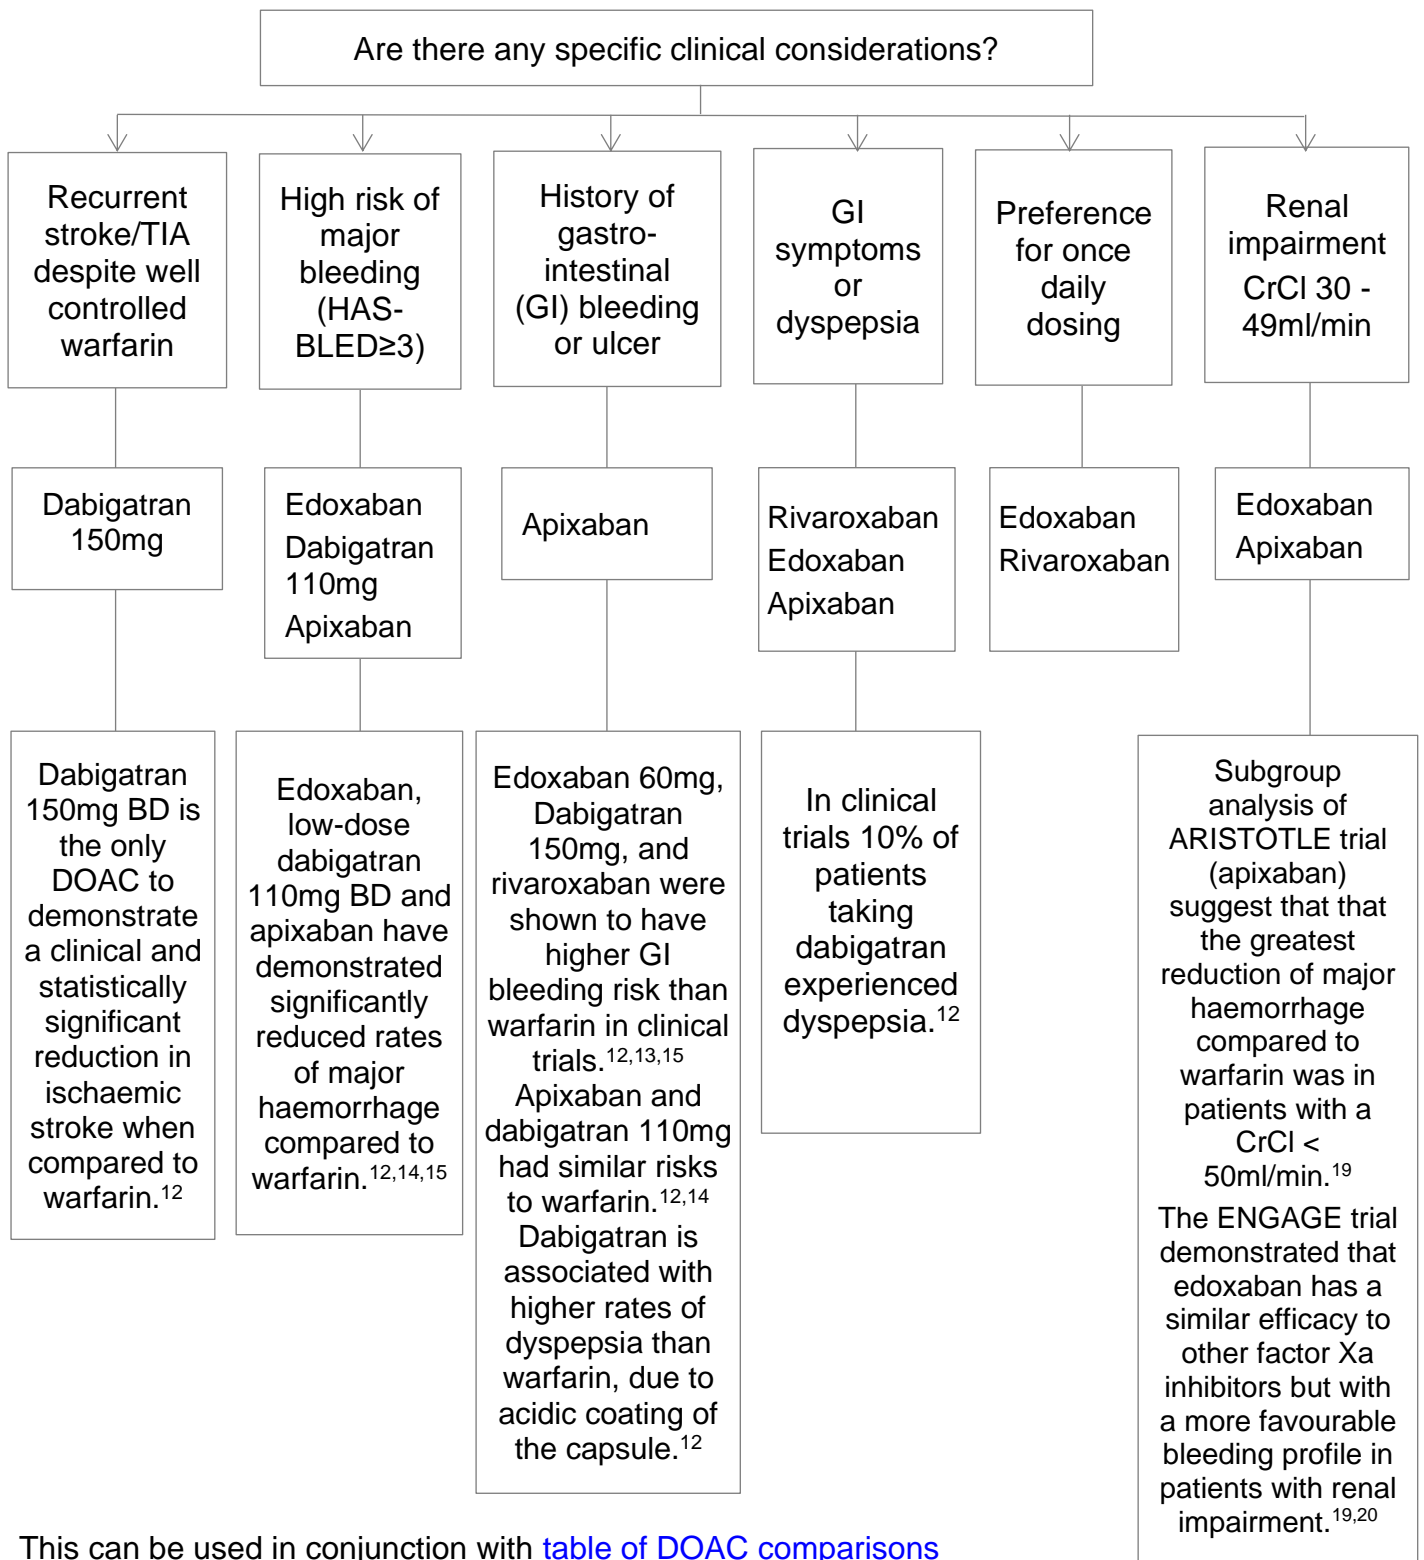 Are there any specific clinical considerations?
Recurrent
stroke/TIA
despite well
controlled
warfarin
High risk of
major
bleeding
(HAS-
BLED≥3)
History of
gastro-
intestinal
(GI) bleeding
or ulcer
GI
symptoms
or
dyspepsia
Preference
for once
daily
dosing
Renal
impairment
CrCl 30 -
49ml/min
Dabigatran
150mg
Edoxaban
Dabigatran
110mg
Apixaban
Apixaban
Rivaroxaban
Edoxaban
Apixaban
Edoxaban
Rivaroxaban
Edoxaban
Apixaban
Dabigatran
150mg BD is
the only
DOAC to
demonstrate
a clinical and
statistically
significant
reduction in
ischaemic
stroke when
compared to
warfarin.12
Edoxaban,
low-dose
dabigatran
110mg BD and
apixaban have
demonstrated
significantly
reduced rates
of major
haemorrhage
compared to
warfarin.12,14,15
Edoxaban 60mg,
Dabigatran
150mg, and
rivaroxaban were
shown to have
higher GI
bleeding risk than
warfarin in clinical
trials.12,13,15
Apixaban and
dabigatran 110mg
had similar risks
to warfarin.12,14
Dabigatran is
associated with
higher rates of
dyspepsia than
warfarin, due to
acidic coating of
the capsule.12
In clinical
trials 10% of
patients
taking
dabigatran
experienced
dyspepsia.12
Subgroup
analysis of
ARISTOTLE trial
(apixaban)
suggest that that
the greatest
reduction of major
haemorrhage
compared to
warfarin was in
patients with a
CrCl <
50ml/min.19
The ENGAGE trial
demonstrated that
edoxaban has a
similar efficacy to
other factor Xa
inhibitors but with
a more favourable
bleeding profile in
patients with renal
impairment.19,20
This can be used in conjunction with table of DOAC comparisons